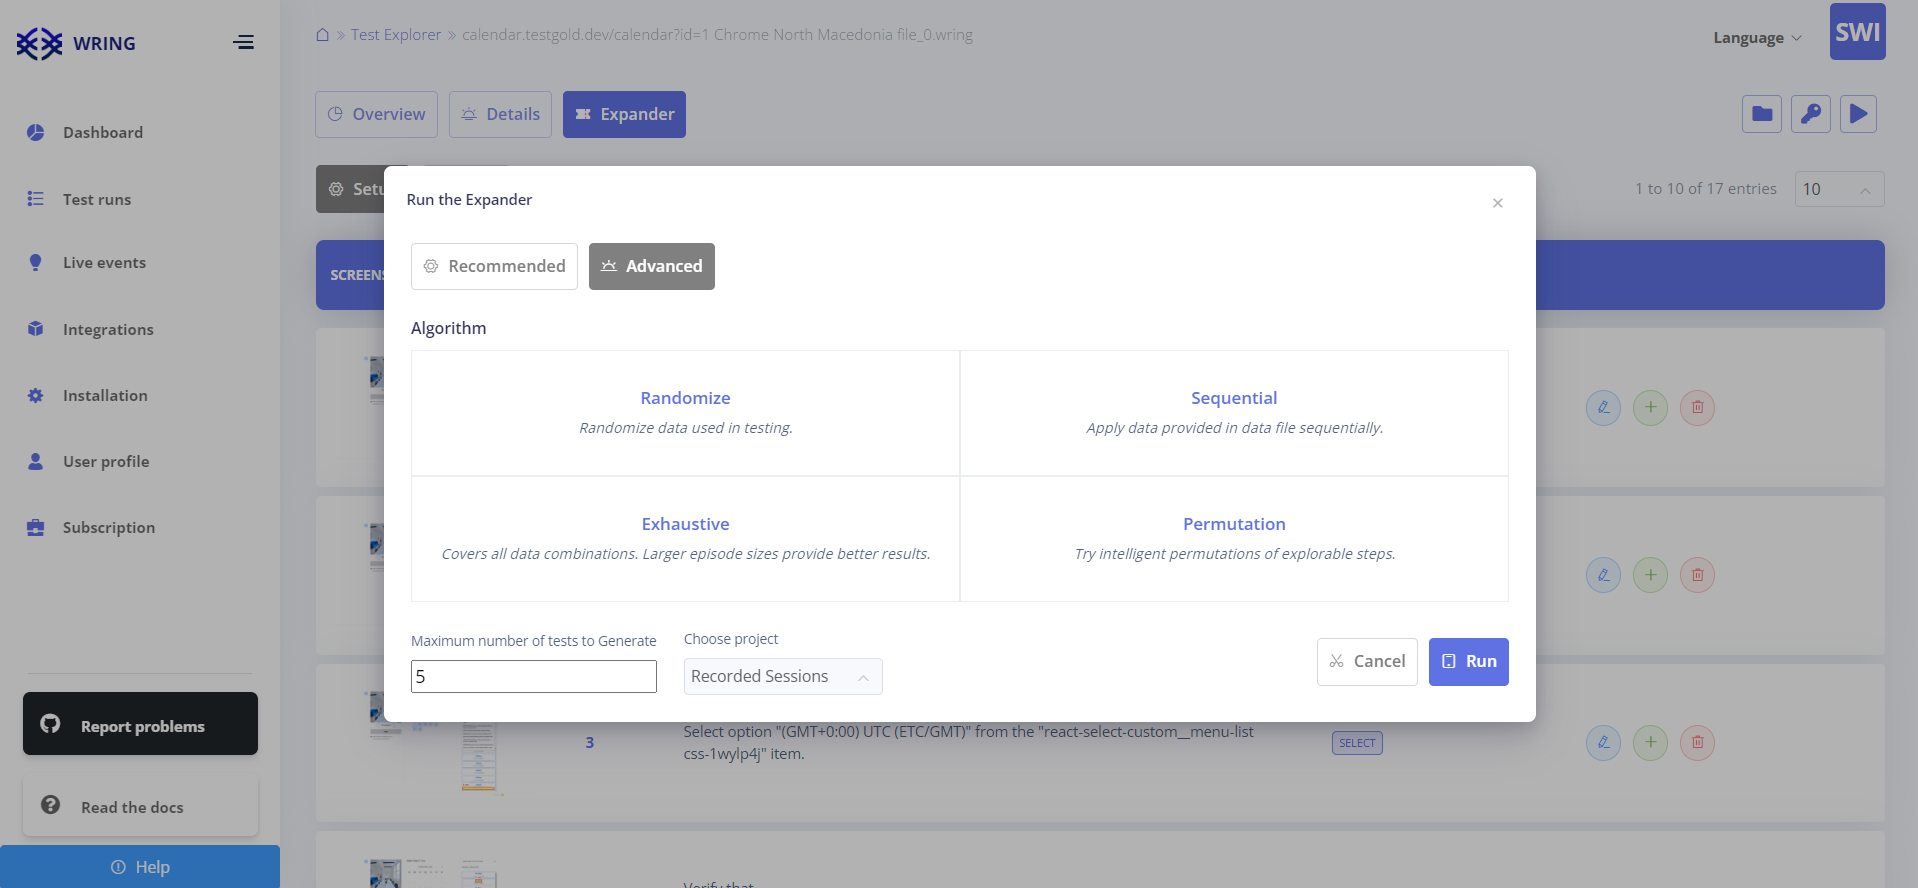 WRING
Test Explorer
calendar.testgold.dev/calendar?id=1 Chrome North Macedonia file_0.wring
Language
SWI
Dashboard
Test runs
Live events
Integrations
Installation
User profile
Subscription
Report problems
Read the docs
Help
Overview
Details
Expander
1 to 10 of 17 entries
10
Run the Expander
Recommended
Advanced
Algorithm
Randomize
Randomize data used in testing.
Sequential
Apply data provided in data file sequentially.
Exhaustive
Covers all data combinations. Larger episode sizes provide better results.
Permutation
Try intelligent permutations of explorable steps.
Maximum number of tests to Generate
5
Choose project
Recorded Sessions
Cancel
Run
3
Select option "(GMT+0:00) UTC (ETC/GMT)" from the "react-select-custom__menu-list
css-1wylp4j" item.
SELECT
Verify that